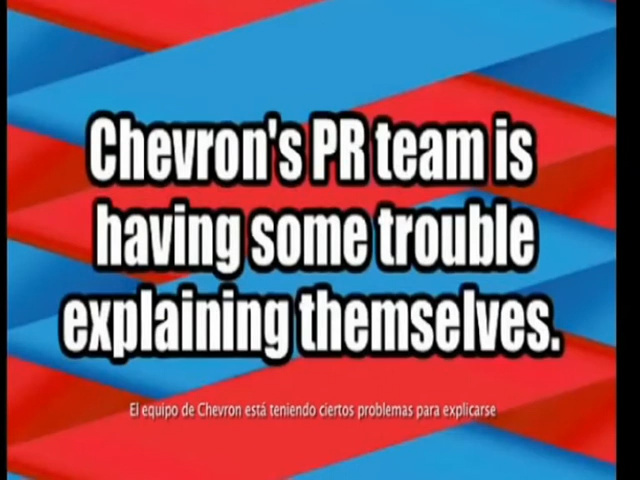 Chevron's PR team is
having some trouble
explaining themselves.
El equipo de Chevron está teniendo ciertos problemas para explicarse